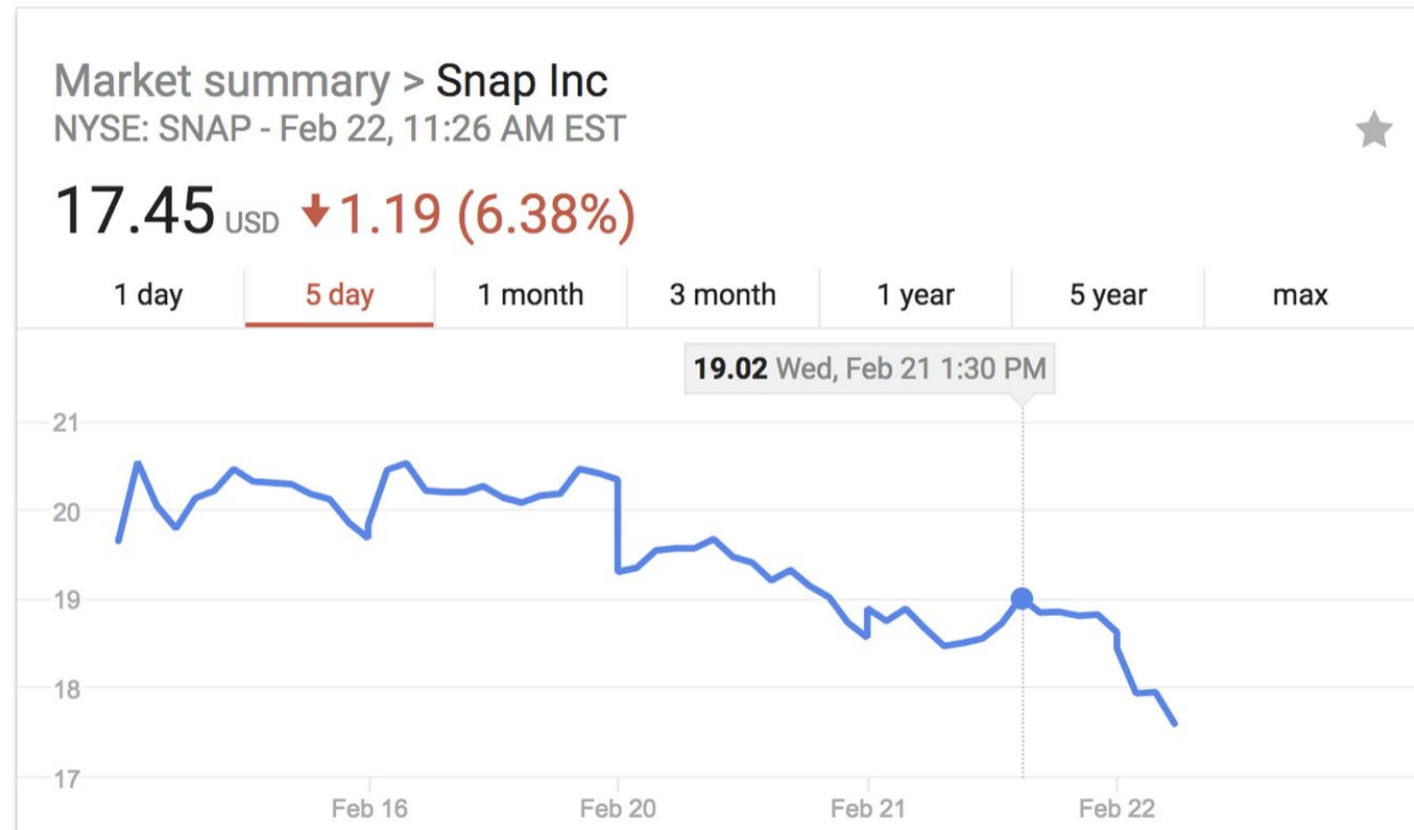 Market summary > Snap Inc
NYSE: SNAP - Feb 22, 11:26 AM EST
17.45 USD 1.19 (6.38%)
1 day 5 day 1 month 3 month 1 year 5 year max
19.02 Wed, Feb 21 1:30 PM
21
20
19
18
17
Feb 16 Feb 20 Feb 21 Feb 22